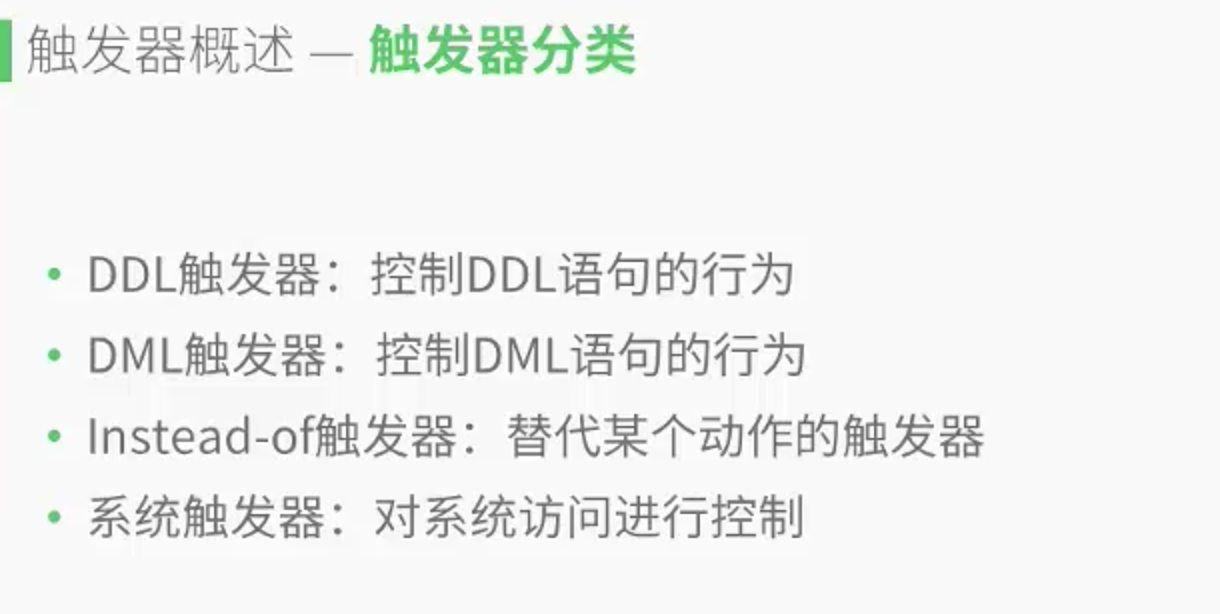 触发器概述 — 触发器分类
• DDL触发器：控制DDL语句的行为
• DML触发器：控制DML语句的行为
• Instead-of触发器：替代某个动作的触发器
• 系统触发器：对系统访问进行控制